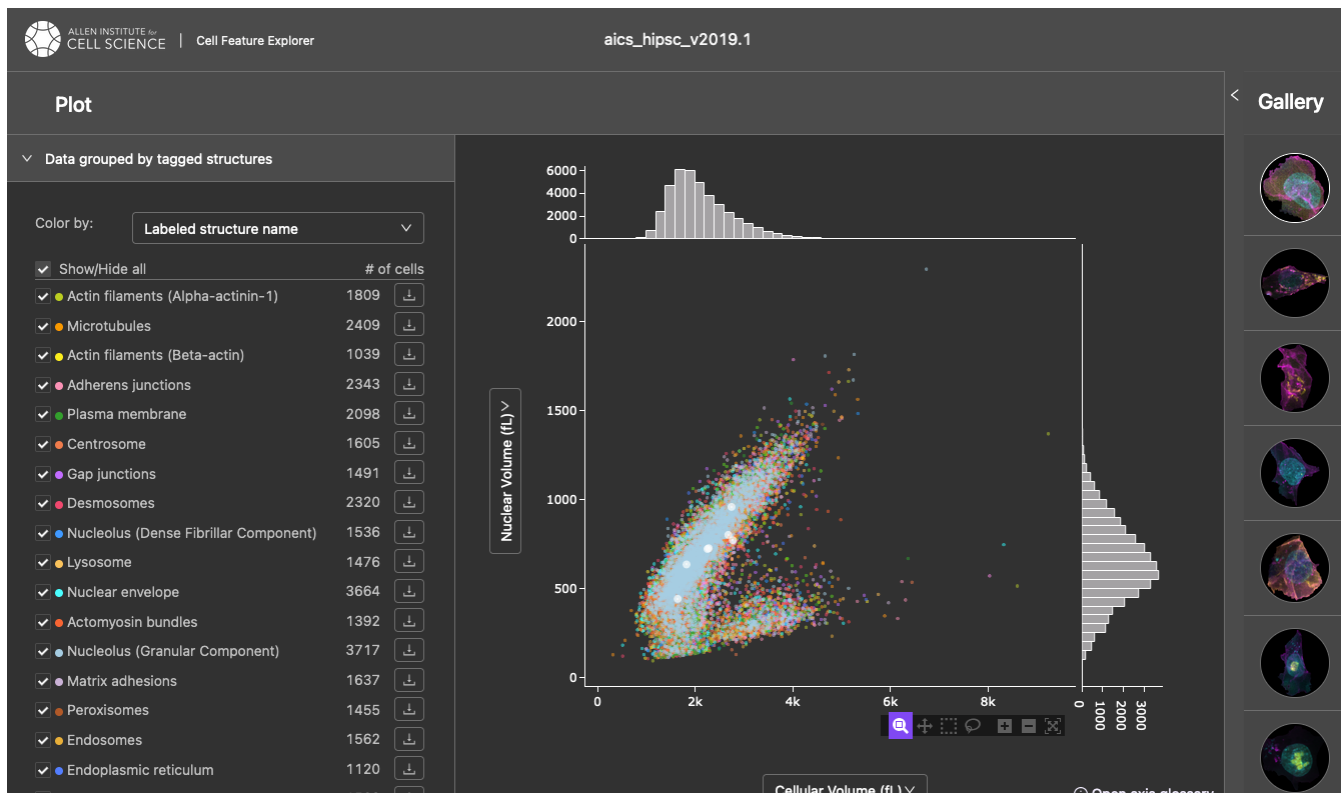 ALLEN INSTITUTE for
CELL SCIENCE | Cell Feature Explorer
aics_hipsc_v2019.1
Plot
Gallery
Data grouped by tagged structures
Color by:
Labeled structure name
Show/Hide all # of cells
Actin filaments (Alpha-actinin-1) 1809
Microtubules 2409
Actin filaments (Beta-actin) 1039
Adherens junctions 2343
Plasma membrane 2098
Centrosome 1605
Gap junctions 1491
Desmosomes 2320
Nucleolus (Dense Fibrillar Component) 1536
Lysosome 1476
Nuclear envelope 3664
Actomyosin bundles 1392
Nucleolus (Granular Component) 3717
Matrix adhesions 1637
Peroxisomes 1455
Endosomes 1562
Endoplasmic reticulum 1120
6000
4000
2000
0
2000
1500
1000
500
0
Nuclear Volume (fL)
0 2k 4k 6k 8k
0 1000 2000 3000
Cellular Volume (fL)
Open axis glossary